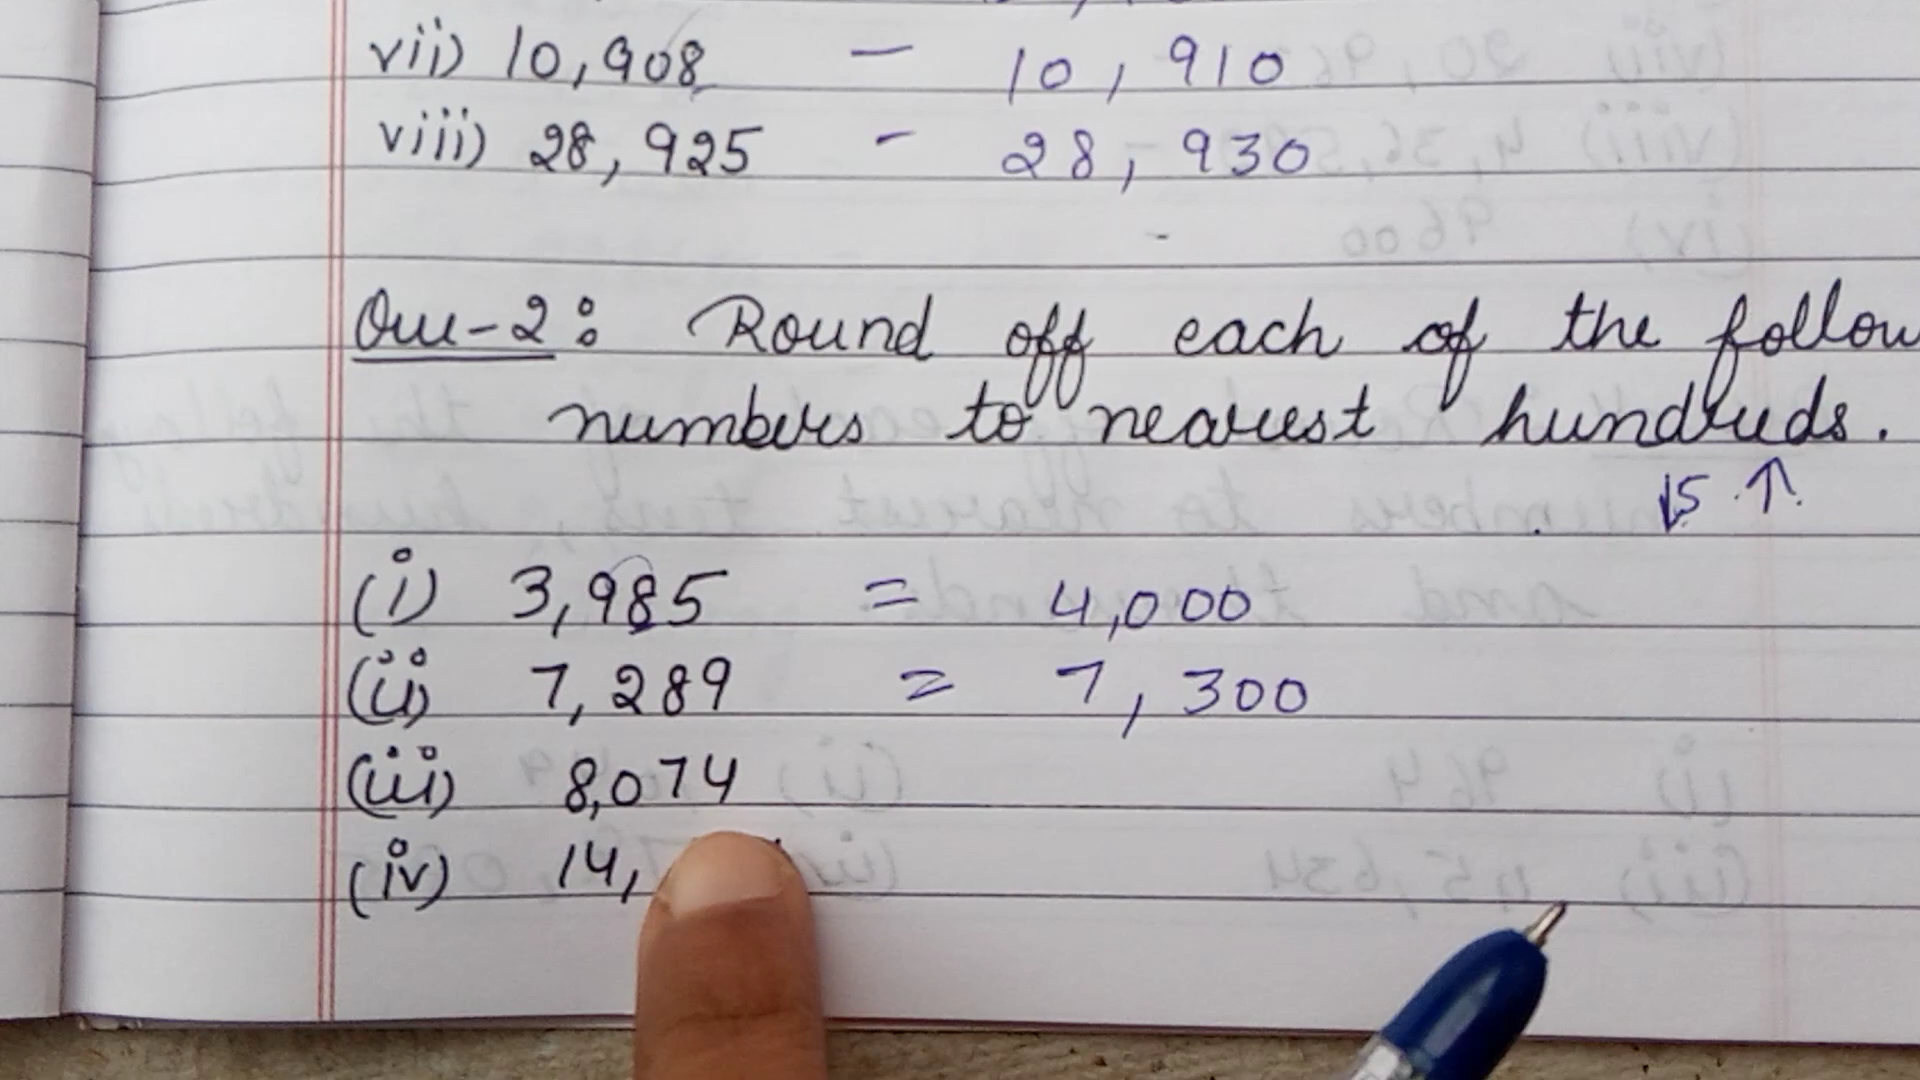 vii) 10,908 - 10,910
viii) 28,925 - 28,930
Que-2: Round off each of the follow
numbers to nearest hundreds.
↓5 ↑
(i) 3,985 = 4,000
(ii) 7,289 = 7,300
(iii) 8,074
(iv) 14,